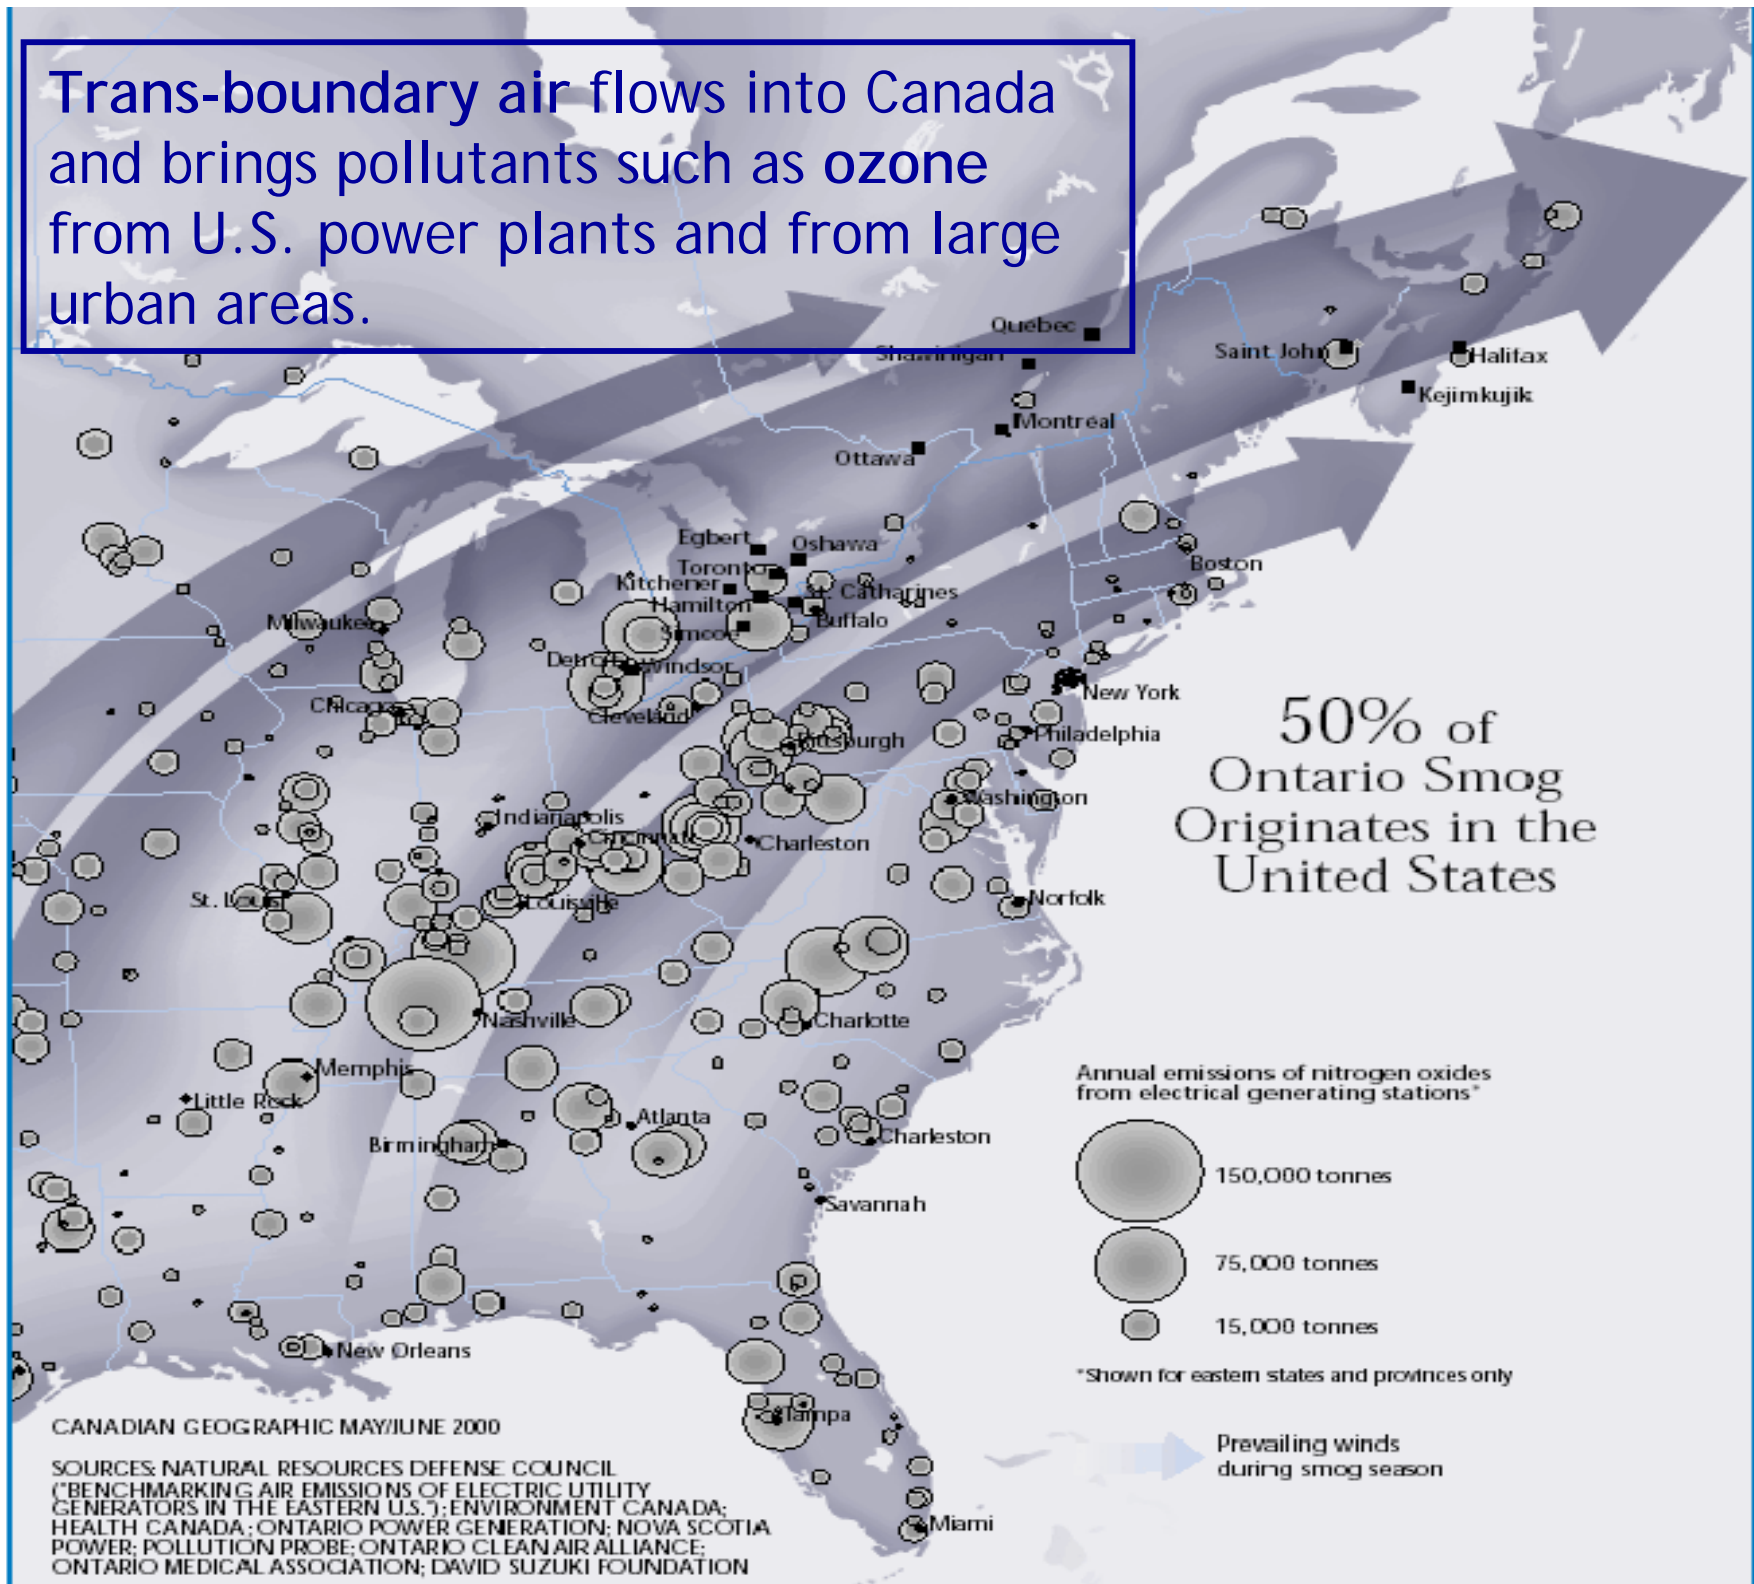 Trans-boundary air flows into Canada
and brings pollutants such as ozone
from U.S. power plants and from large
urban areas.
Québec
Shawinigan
Saint John
Halifax
Kejimkujik
Montréal
Ottawa
Egbert
Oshawa
Toronto
Kitchener
St. Catharines
Hamilton
Buffalo
Simcoe
Milwaukee
Boston
Detroit
Windsor
New York
Chicago
Cleveland
Philadelphia
Pittsburgh
Washington
Indianapolis
Cincinnati
Charleston
St. Louis
Louisville
Norfolk
Nashville
Charlotte
Memphis
Little Rock
Atlanta
Birmingham
Charleston
Savannah
New Orleans
Tampa
Miami
50% of
Ontario Smog
Originates in the
United States
Annual emissions of nitrogen oxides
from electrical generating stations*
150,000 tonnes
75,000 tonnes
15,000 tonnes
*Shown for eastern states and provinces only
Prevailing winds
during smog season
CANADIAN GEOGRAPHIC MAY/JUNE 2000
SOURCES: NATURAL RESOURCES DEFENSE COUNCIL
("BENCHMARKING AIR EMISSIONS OF ELECTRIC UTILITY
GENERATORS IN THE EASTERN U.S."); ENVIRONMENT CANADA;
HEALTH CANADA; ONTARIO POWER GENERATION; NOVA SCOTIA
POWER; POLLUTION PROBE; ONTARIO CLEAN AIR ALLIANCE;
ONTARIO MEDICAL ASSOCIATION; DAVID SUZUKI FOUNDATION